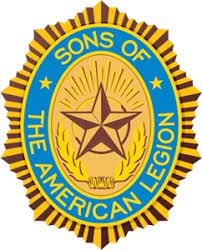 SONS OF
THE AMERICAN LEGION